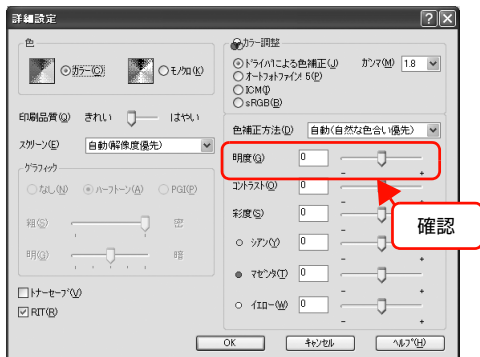 詳細設定
色
カラー(C)
モノクロ(K)
印刷品質(Q) きれい はやい
スクリーン(E) 自動(解像度優先)
グラフィック
なし(N) ハーフトーン(A) PGI(P)
粗(S) 密
明(G) 暗
トナーセーブ(V)
RIT(R)
カラー調整
ドライバによる色補正(J) ガンマ(M) 1.8
オートフォトファイン!5(P)
ICM(I)
sRGB(B)
色補正方法(D) 自動(自然な色合い優先)
明度(G) 0
- +
コントラスト(O) 0
- +
彩度(S) 0
- +
シアン(Y) 0
- +
マゼンタ(T) 0
- +
イエロー(W) 0
- +
確認
OK キャンセル ヘルプ(H)